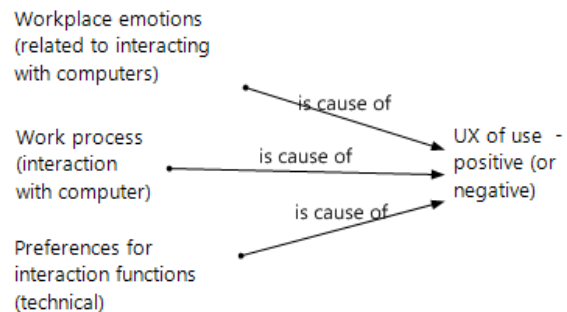 Workplace emotions
(related to interacting
with computers)
is cause of
Work process
(interaction
with computer)
is cause of
UX of use -
positive (or
negative)
is cause of
Preferences for
interaction functions
(technical)